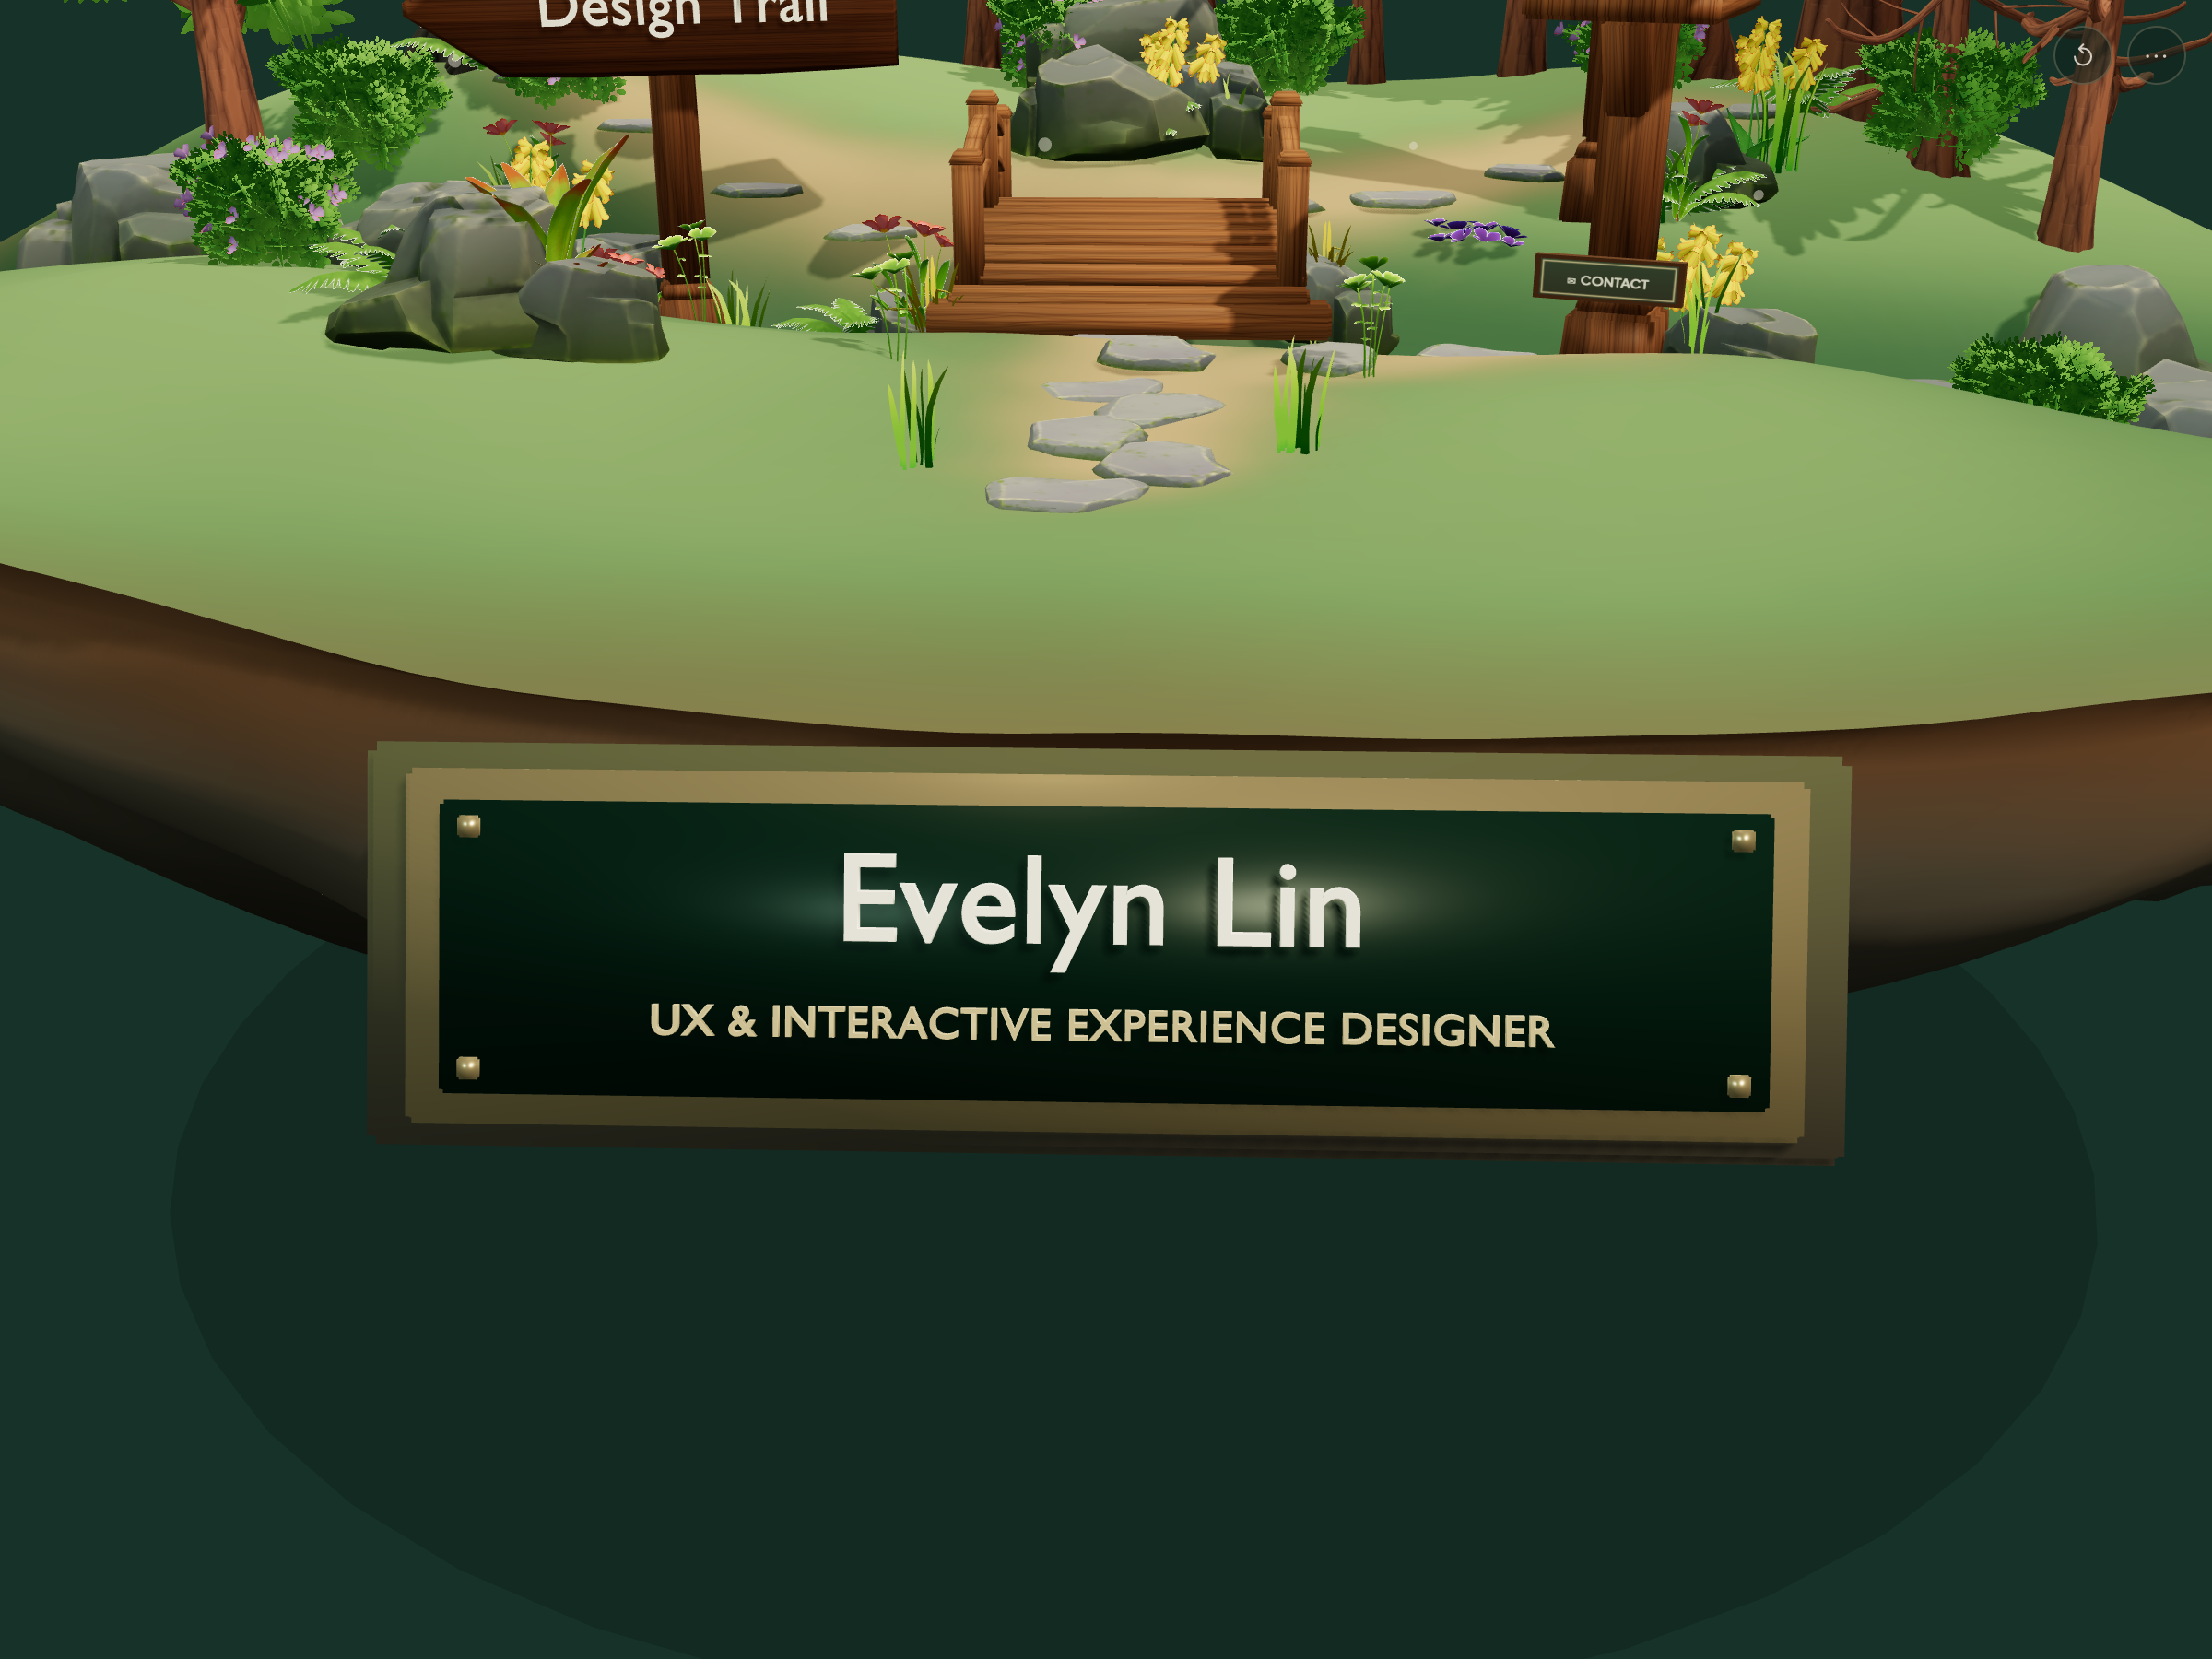 Design Trail
✉ CONTACT
Evelyn Lin
UX & INTERACTIVE EXPERIENCE DESIGNER